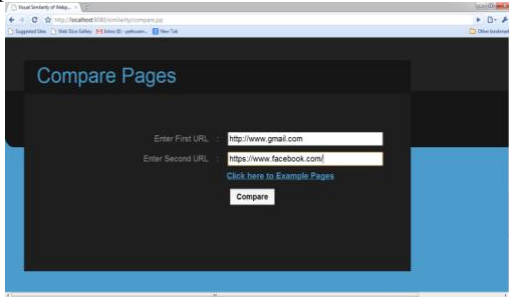 Visual Similarity of Webp...
http://localhost:8080/similarity/compare.jsp
Suggested Sites Web Slice Gallery New Tab Other bookmark
Compare Pages
Enter First URL : http://www.gmail.com
Enter Second URL : https://www.facebook.com/
Click here to Example Pages
Compare